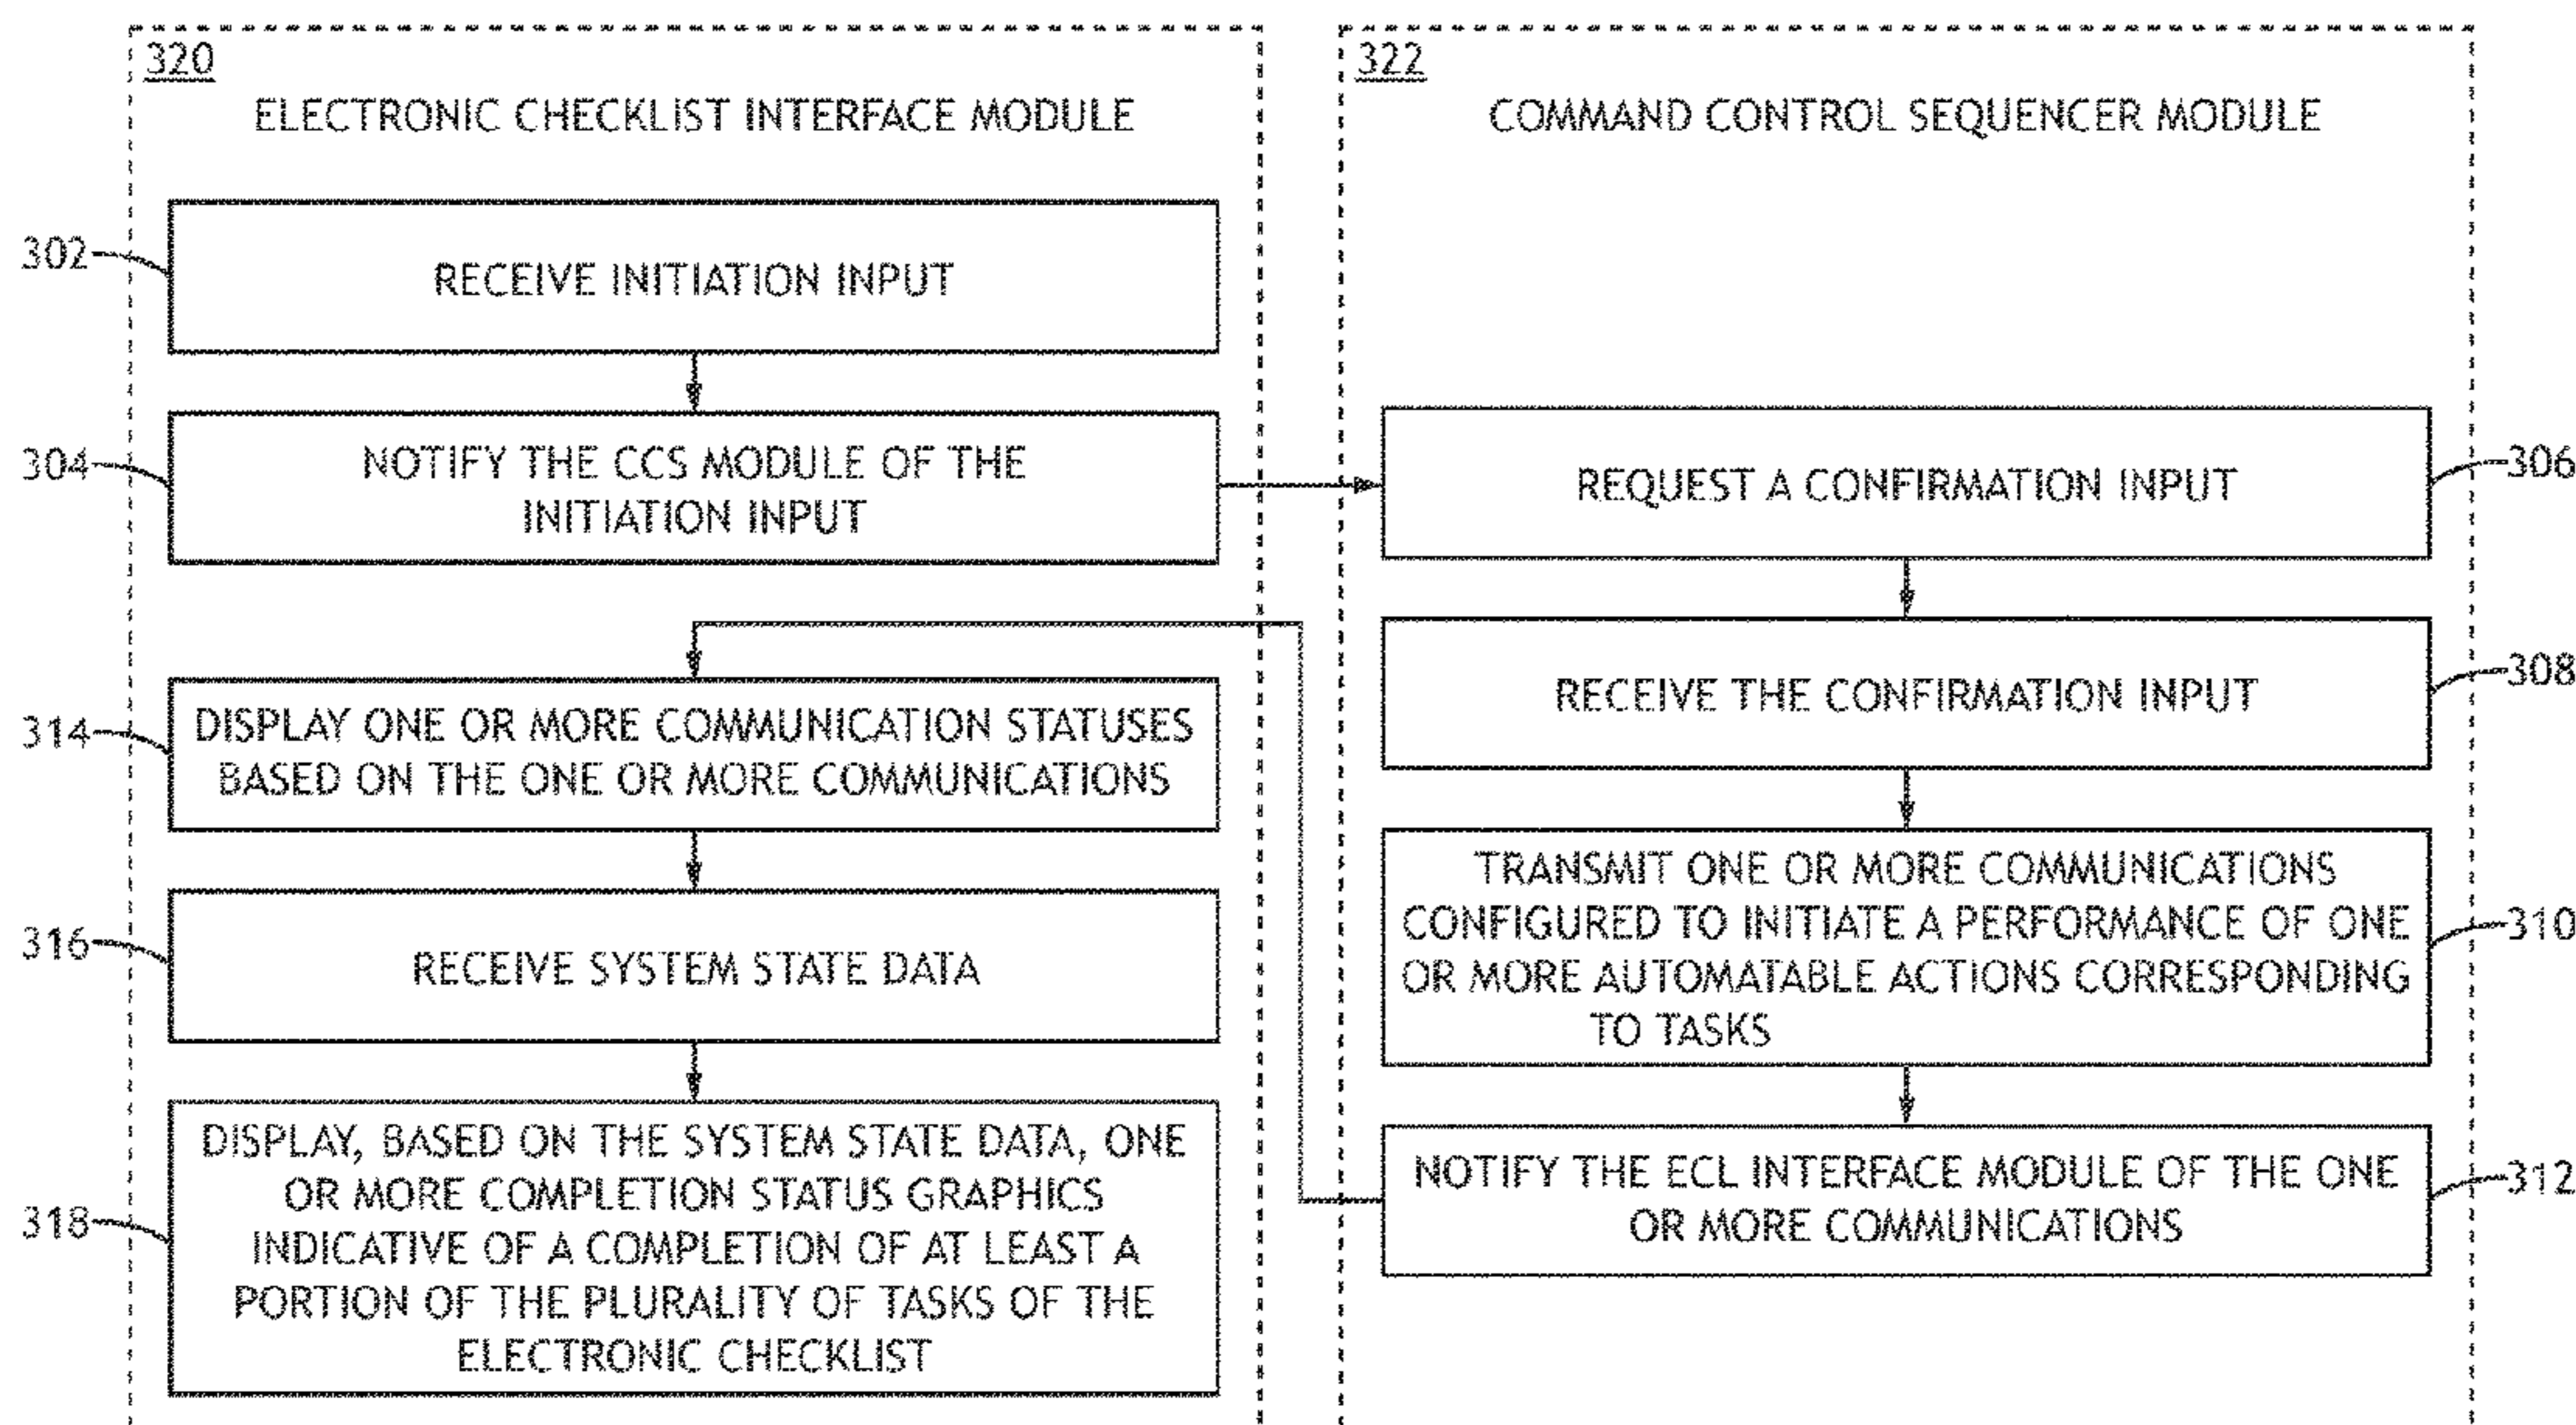 320
ELECTRONIC CHECKLIST INTERFACE MODULE
302
RECEIVE INITIATION INPUT
304
NOTIFY THE CCS MODULE OF THE
INITIATION INPUT
314
DISPLAY ONE OR MORE COMMUNICATION STATUSES
BASED ON THE ONE OR MORE COMMUNICATIONS
316
RECEIVE SYSTEM STATE DATA
318
DISPLAY, BASED ON THE SYSTEM STATE DATA, ONE
OR MORE COMPLETION STATUS GRAPHICS
INDICATIVE OF A COMPLETION OF AT LEAST A
PORTION OF THE PLURALITY OF TASKS OF THE
ELECTRONIC CHECKLIST
322
COMMAND CONTROL SEQUENCER MODULE
REQUEST A CONFIRMATION INPUT
306
RECEIVE THE CONFIRMATION INPUT
308
TRANSMIT ONE OR MORE COMMUNICATIONS
CONFIGURED TO INITIATE A PERFORMANCE OF ONE
OR MORE AUTOMATABLE ACTIONS CORRESPONDING
TO TASKS
310
NOTIFY THE ECL INTERFACE MODULE OF THE ONE
OR MORE COMMUNICATIONS
312